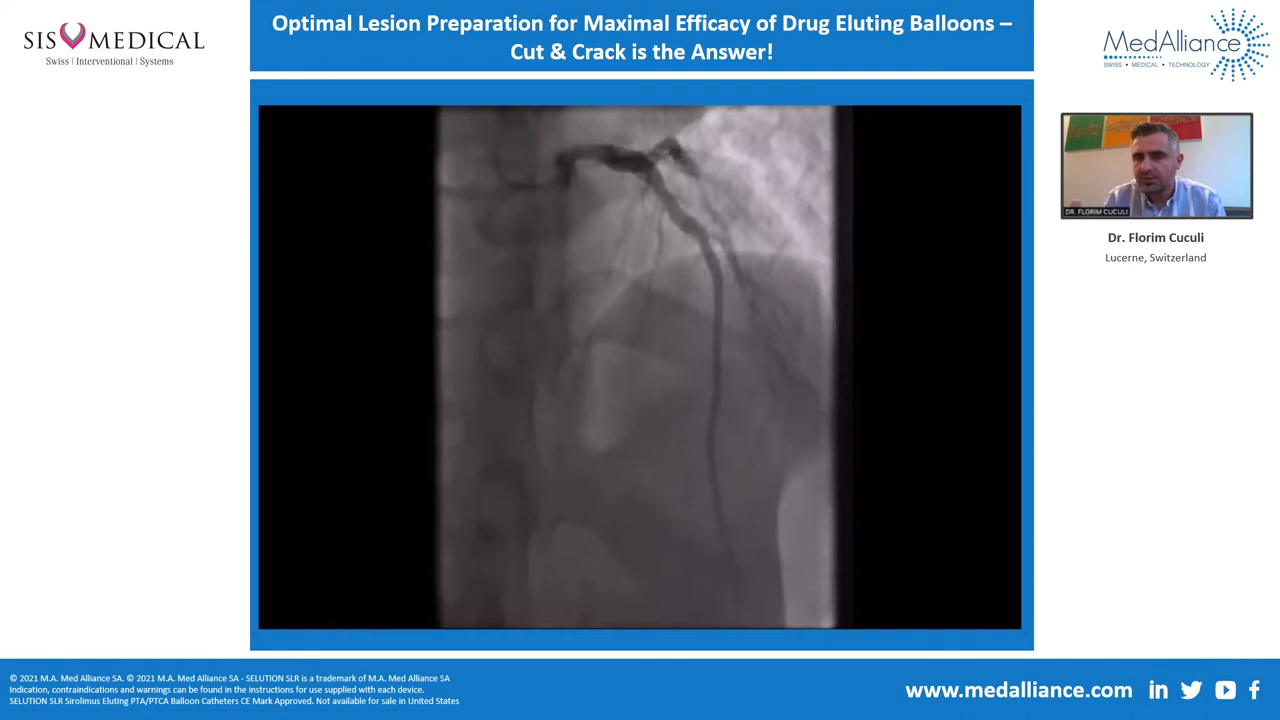 SIS MEDICAL
Swiss | Interventional | Systems
Optimal Lesion Preparation for Maximal Efficacy of Drug Eluting Balloons –
Cut & Crack is the Answer!
MedAlliance
SWISS • MEDICAL • TECHNOLOGY
DR. FLORIM CUCULI
Dr. Florim Cuculi
Lucerne, Switzerland
© 2021 M.A. Med Alliance SA. © 2021 M.A. Med Alliance SA - SELUTION SLR is a trademark of M.A. Med Alliance SA
Indication, contraindications and warnings can be found in the instructions for use supplied with each device.
SELUTION SLR Sirolimus Eluting PTA/PTCA Balloon Catheters CE Mark Approved. Not available for sale in United States
www.medalliance.com